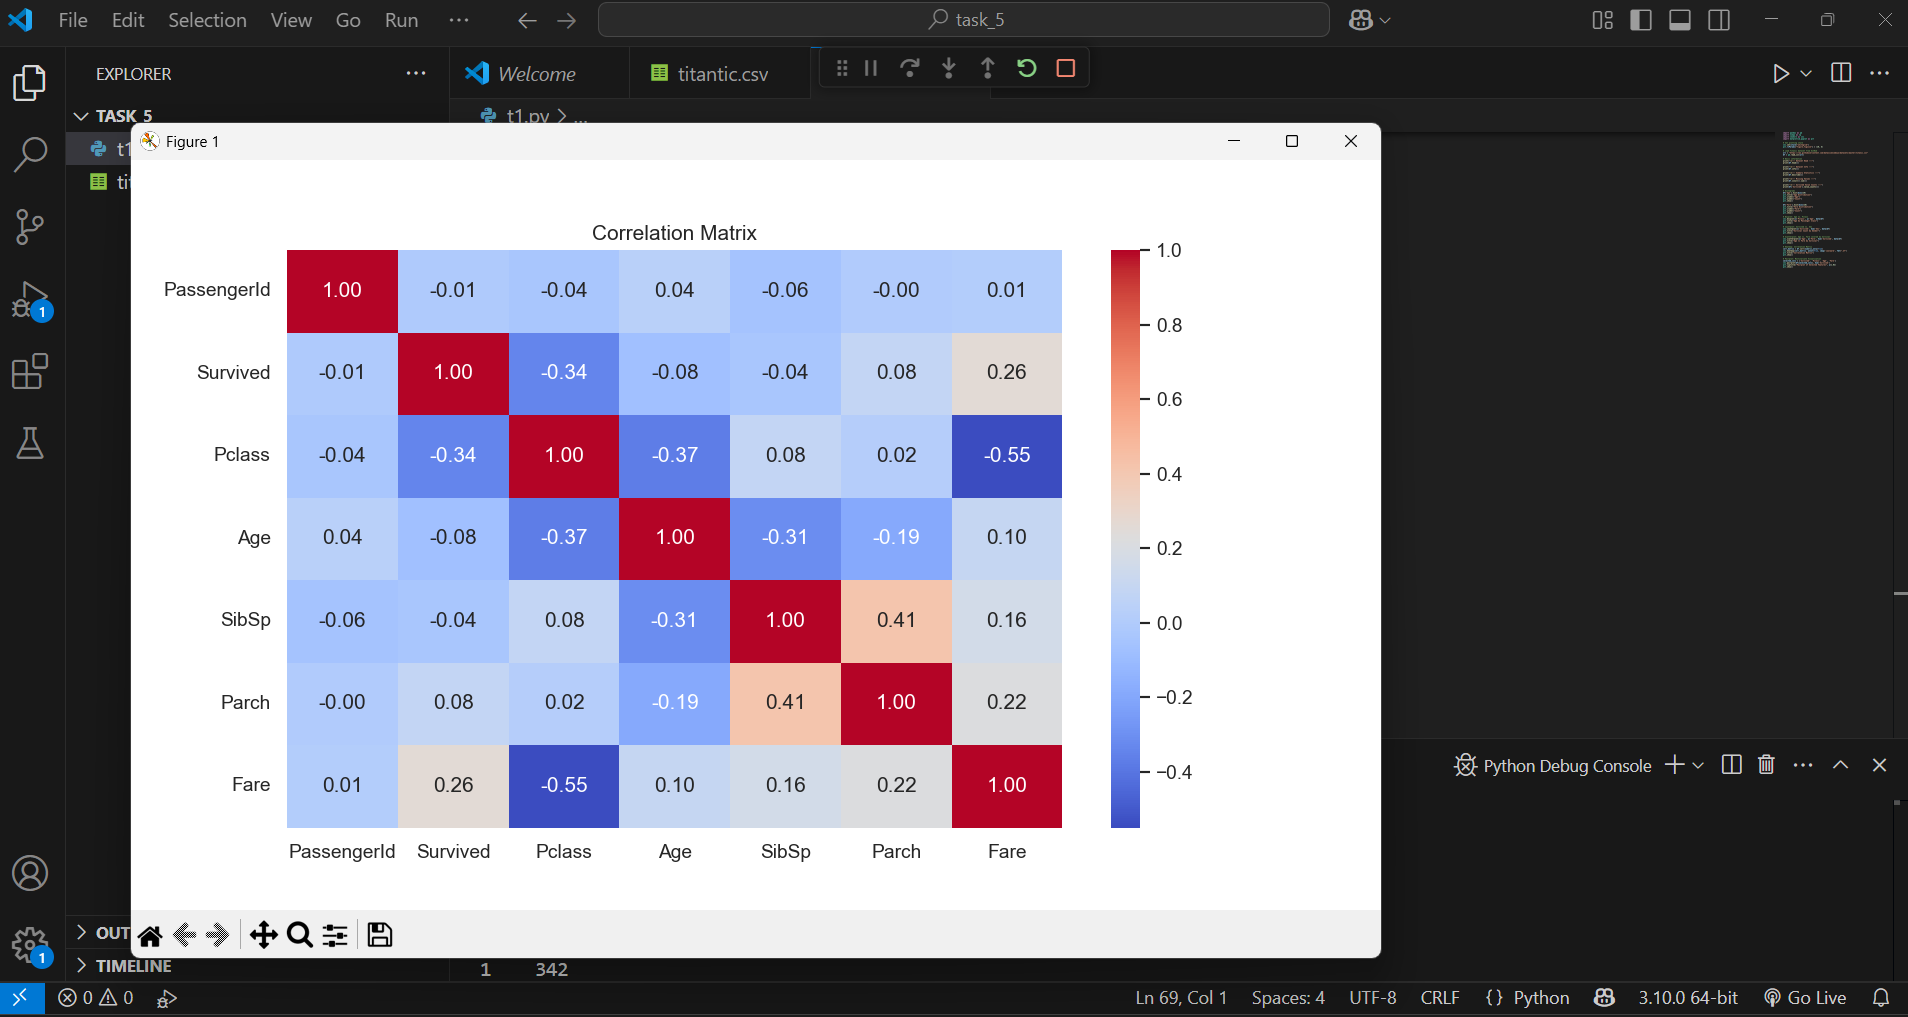 File Edit Selection View Go Run ··· task_5
EXPLORER ··· Welcome titantic.csv
TASK_5 t1.py > ...
Figure 1
t1
tit
Correlation Matrix
PassengerId 1.00 -0.01 -0.04 0.04 -0.06 -0.00 0.01
Survived -0.01 1.00 -0.34 -0.08 -0.04 0.08 0.26
Pclass -0.04 -0.34 1.00 -0.37 0.08 0.02 -0.55
Age 0.04 -0.08 -0.37 1.00 -0.31 -0.19 0.10
SibSp -0.06 -0.04 0.08 -0.31 1.00 0.41 0.16
Parch -0.00 0.08 0.02 -0.19 0.41 1.00 0.22
Fare 0.01 0.26 -0.55 0.10 0.16 0.22 1.00
PassengerId Survived Pclass Age SibSp Parch Fare
1.0
0.8
0.6
0.4
0.2
0.0
−0.2
−0.4
1
Python Debug Console
OUT
TIMELINE
1
1 342
0 0 Ln 69, Col 1 Spaces: 4 UTF-8 CRLF {} Python 3.10.0 64-bit Go Live